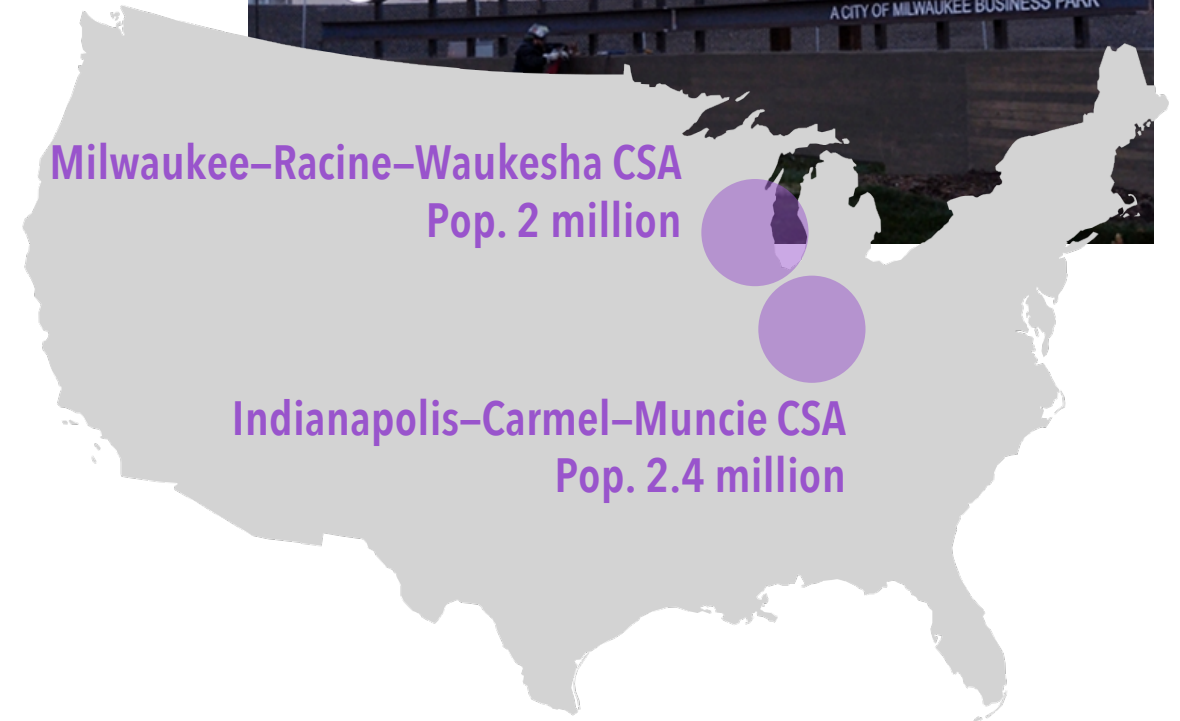 A CITY OF MILWAUKEE BUSINESS PARK
Milwaukee–Racine–Waukesha CSA
Pop. 2 million
Indianapolis–Carmel–Muncie CSA
Pop. 2.4 million